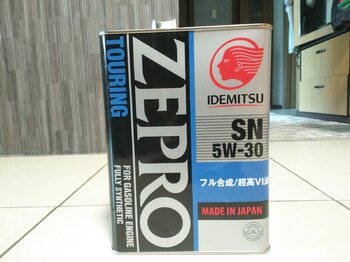 ZEPRO
TOURING
FOR GASOLINE ENGINE
FULLY SYNTHETIC
IDEMITSU
SN
5W-30
フル合成/超高VI油
MADE IN JAPAN